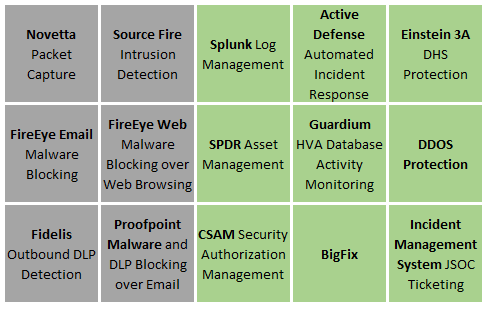 Novetta
Packet
Capture
Source Fire
Intrusion
Detection
Splunk Log
Management
Active
Defense
Automated
Incident
Response
Einstein 3A
DHS
Protection
FireEye Email
Malware
Blocking
FireEye Web
Malware
Blocking over
Web Browsing
SPDR Asset
Management
Guardium
HVA Database
Activity
Monitoring
DDOS
Protection
Fidelis
Outbound DLP
Detection
Proofpoint
Malware and
DLP Blocking
over Email
CSAM Security
Authorization
Management
BigFix
Incident
Management
System JSOC
Ticketing